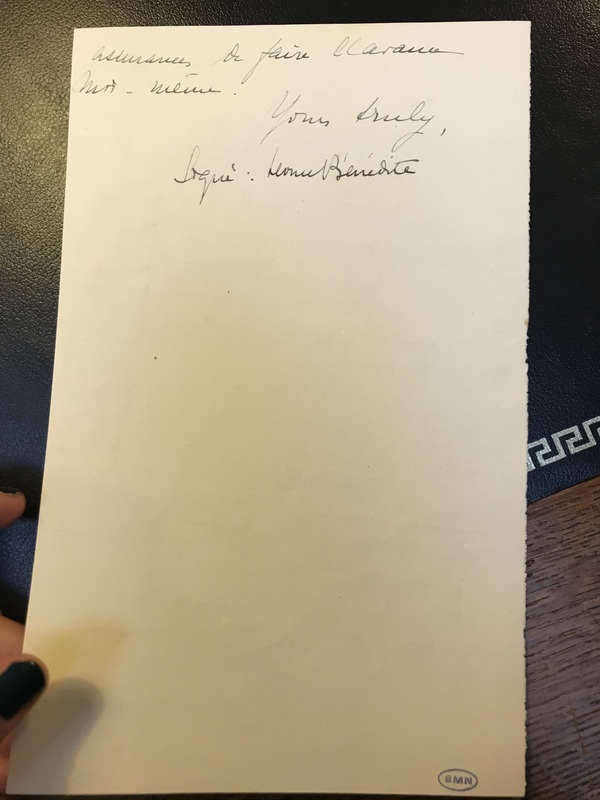 assurances de faire l'avance
Moi-même.
Yours truly,
Signé: Léonce Bénédite
BMN